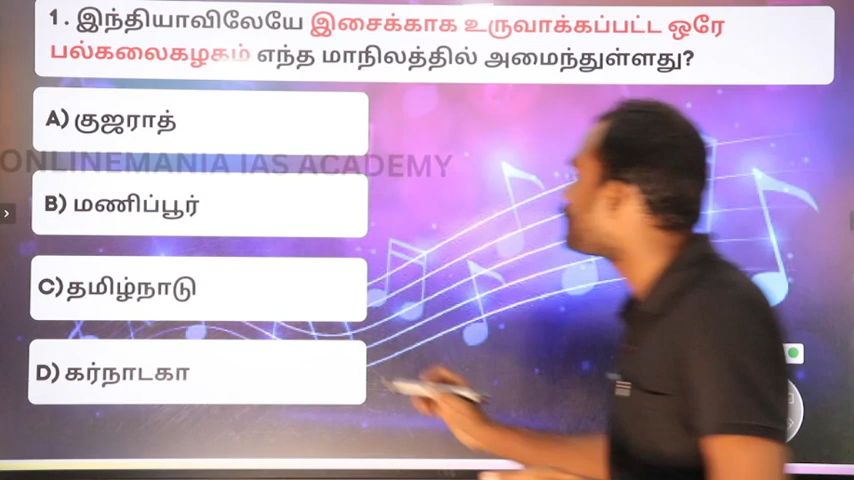 1. இந்தியாவிலேயே இசைக்காக உருவாக்கப்பட்ட ஒரே
பல்கலைகழகம் எந்த மாநிலத்தில் அமைந்துள்ளது?
A) குஜராத்
ONLINEMANIA IAS ACADEMY
B) மணிப்பூர்
C) தமிழ்நாடு
D) கர்நாடகா